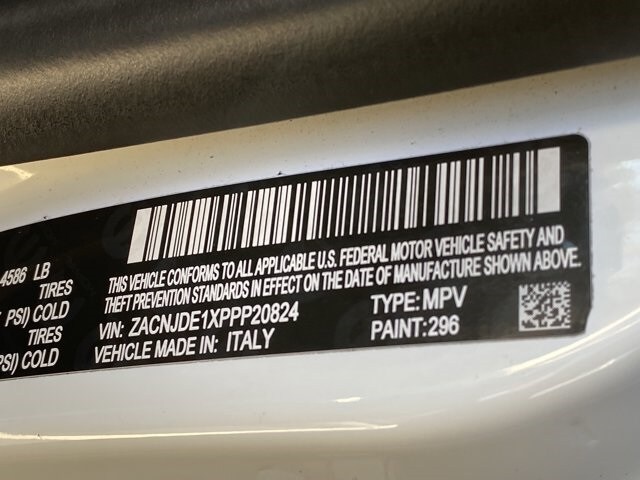 4586 LB
TIRES
PSI) COLD
TIRES
PSI) COLD
THIS VEHICLE CONFORMS TO ALL APPLICABLE U.S. FEDERAL MOTOR VEHICLE SAFETY AND
THEFT PREVENTION STANDARDS IN EFFECT ON THE DATE OF MANUFACTURE SHOWN ABOVE.
VIN: ZACNJDE1XPPP20824 TYPE: MPV
VEHICLE MADE IN: ITALY PAINT: 296